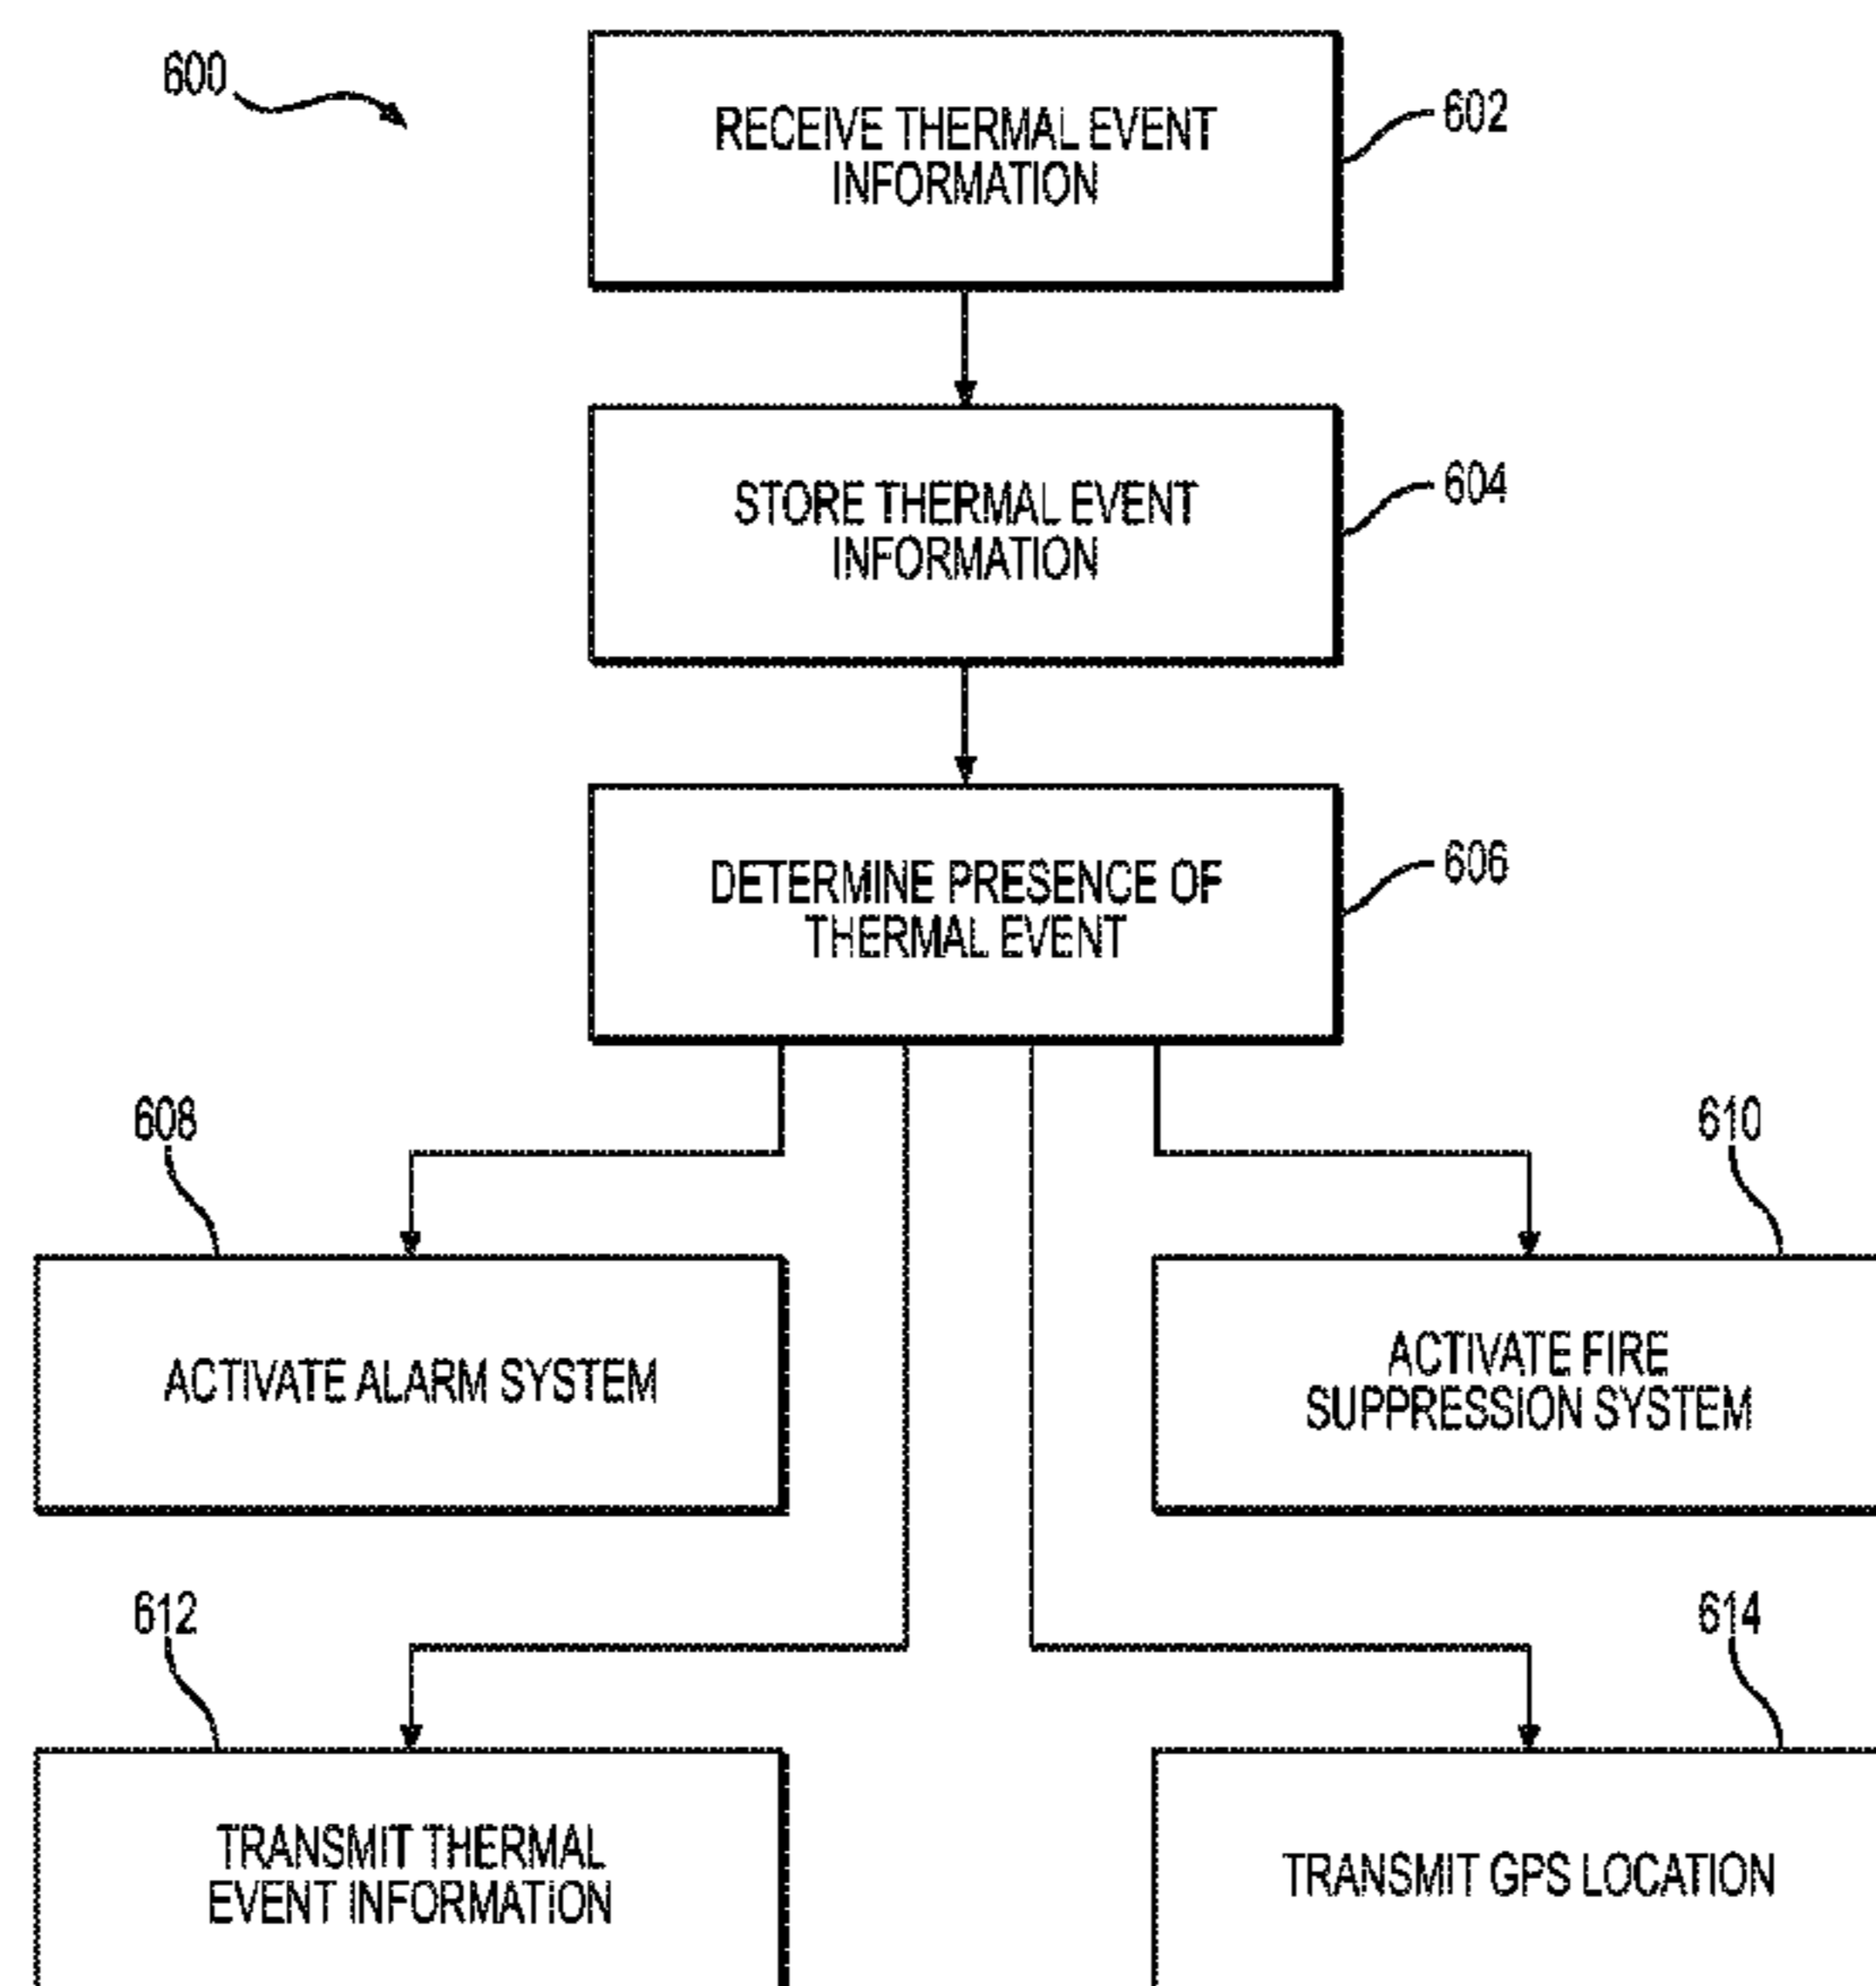 600
RECEIVE THERMAL EVENT
INFORMATION
602
STORE THERMAL EVENT
INFORMATION
604
DETERMINE PRESENCE OF
THERMAL EVENT
606
608
610
ACTIVATE ALARM SYSTEM
ACTIVATE FIRE
SUPPRESSION SYSTEM
612
614
TRANSMIT THERMAL
EVENT INFORMATION
TRANSMIT GPS LOCATION